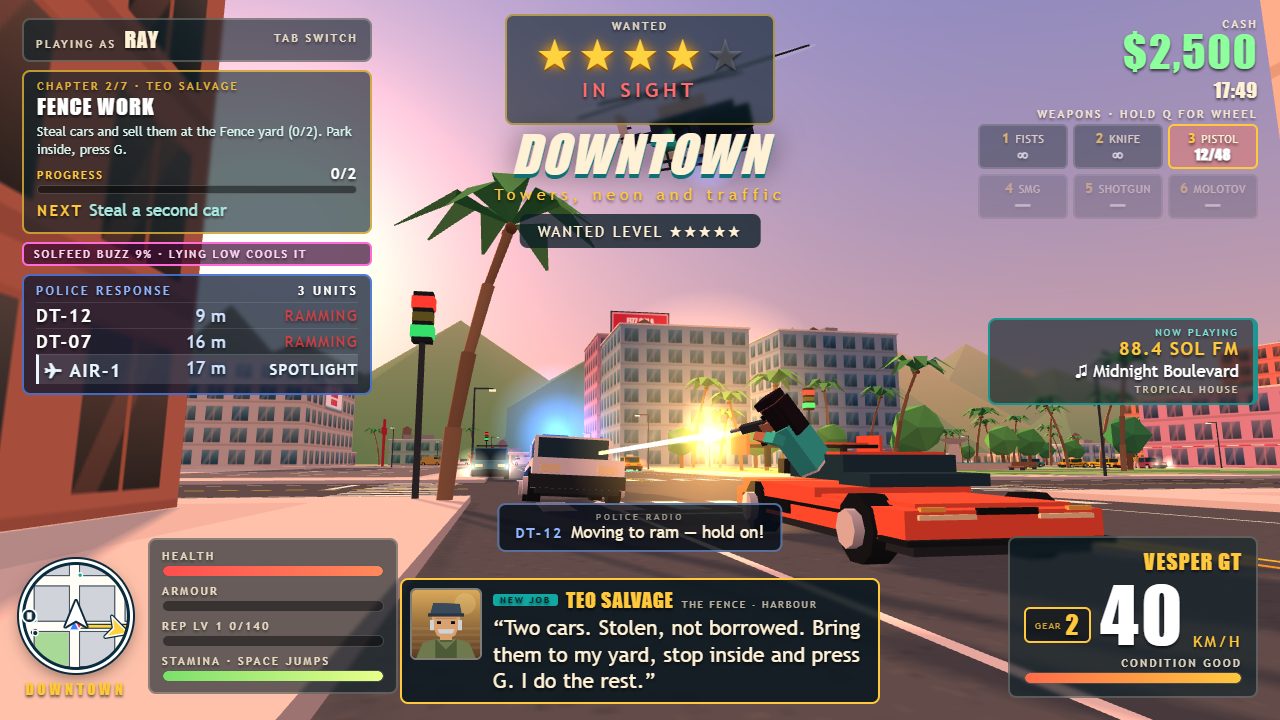 PLAYING AS RAY TAB SWITCH
CHAPTER 2/7 · TEO SALVAGE
FENCE WORK
Steal cars and sell them at the Fence yard (0/2). Park
inside, press G.
PROGRESS 0/2
NEXT Steal a second car
SOLFEED BUZZ 9% · LYING LOW COOLS IT
POLICE RESPONSE 3 UNITS
DT-12 9 m RAMMING
DT-07 16 m RAMMING
AIR-1 17 m SPOTLIGHT
WANTED
IN SIGHT
DOWNTOWN
Towers, neon and traffic
WANTED LEVEL ★★★★★
CASH
$2,500
17:49
WEAPONS · HOLD Q FOR WHEEL
1 FISTS
∞
2 KNIFE
∞
3 PISTOL
12/48
4 SMG
—
5 SHOTGUN
—
6 MOLOTOV
—
NOW PLAYING
88.4 SOL FM
♫ Midnight Boulevard
TROPICAL HOUSE
POLICE RADIO
DT-12 Moving to ram — hold on!
NEW JOB TEO SALVAGE THE FENCE · HARBOUR
“Two cars. Stolen, not borrowed. Bring
them to my yard, stop inside and press
G. I do the rest.”
HEALTH
ARMOUR
REP LV 1 0/140
STAMINA · SPACE JUMPS
DOWNTOWN
VESPER GT
GEAR 2 40 KM/H
CONDITION GOOD